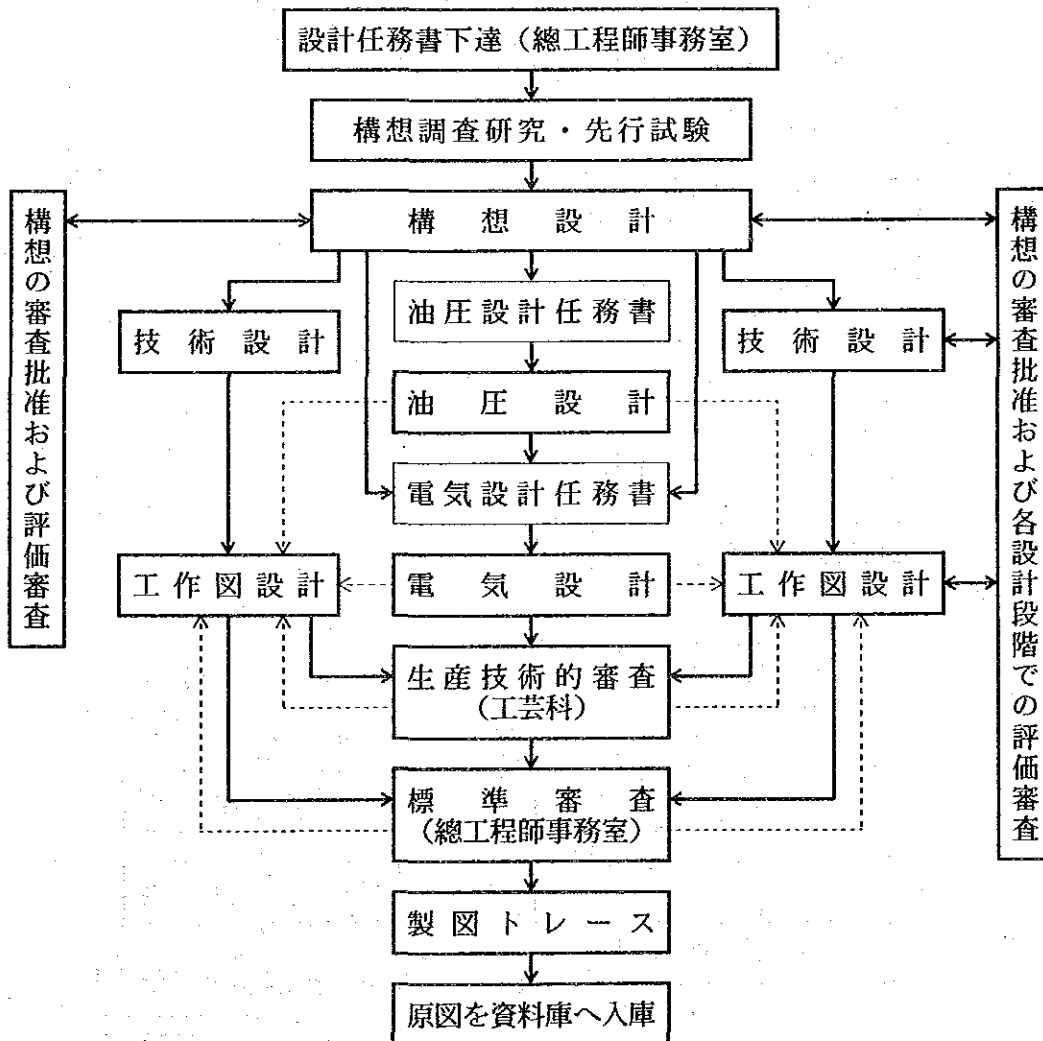 設計任務書下達（總工程師事務室）
構想調査研究・先行試験
構想設計
構想の審査批准および評価審査
構想の審査批准および各設計段階での評価審査
油圧設計任務書
技術設計
技術設計
油圧設計
電気設計任務書
工作図設計
電気設計
工作図設計
生産技術的審査
（工芸科）
標準審査
（總工程師事務室）
製図トレース
原図を資料庫へ入庫